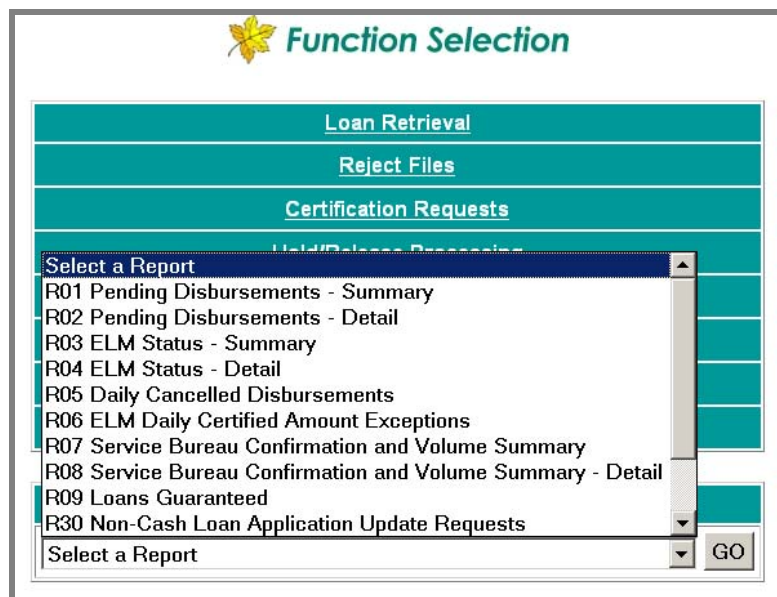 Function Selection
Loan Retrieval
Reject Files
Certification Requests
Select a Report
R01 Pending Disbursements - Summary
R02 Pending Disbursements - Detail
R03 ELM Status - Summary
R04 ELM Status - Detail
R05 Daily Cancelled Disbursements
R06 ELM Daily Certified Amount Exceptions
R07 Service Bureau Confirmation and Volume Summary
R08 Service Bureau Confirmation and Volume Summary - Detail
R09 Loans Guaranteed
R30 Non-Cash Loan Application Update Requests
Select a Report GO